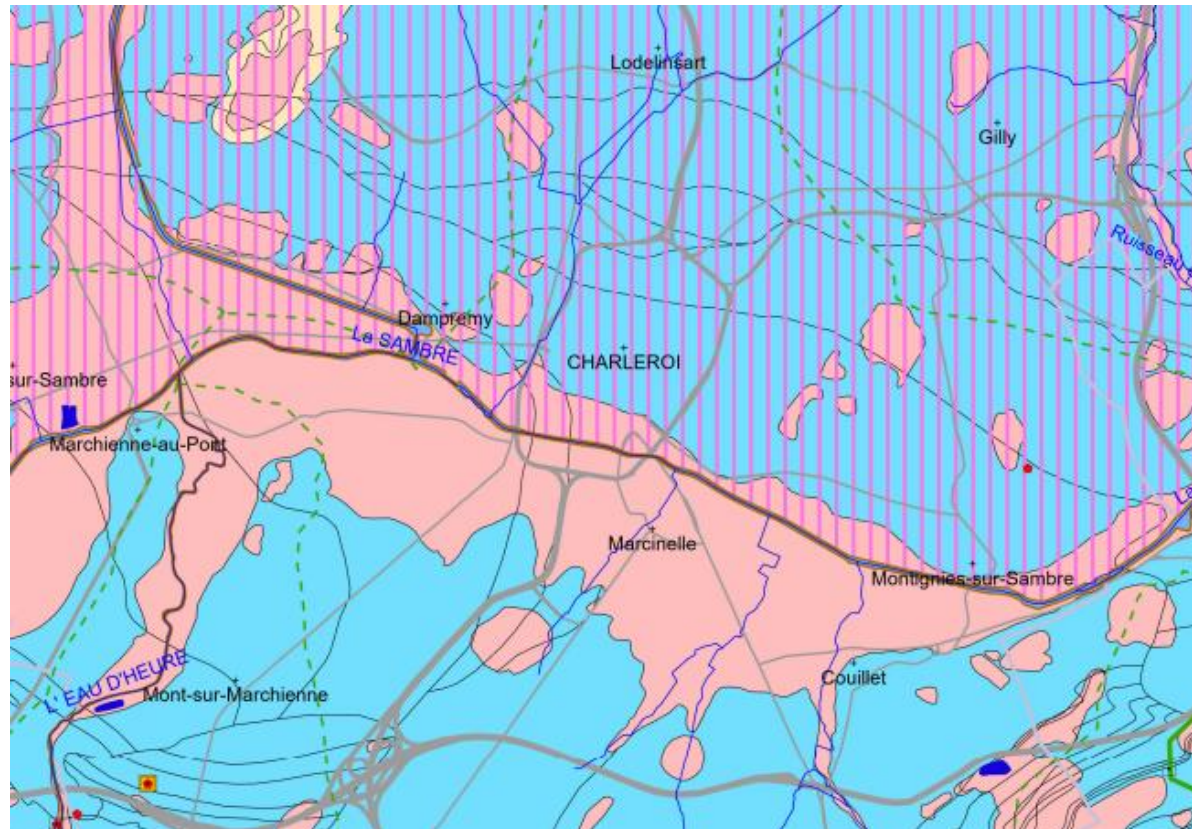 Lodelinsart
Gilly
Ruisseau
Dampremy
La SAMBRE
CHARLEROI
sur-Sambre
Marchienne-au-Pont
Marcinelle
Montignies-sur-Sambre
L' EAU D'HEURE
Mont-sur-Marchienne
Couillet